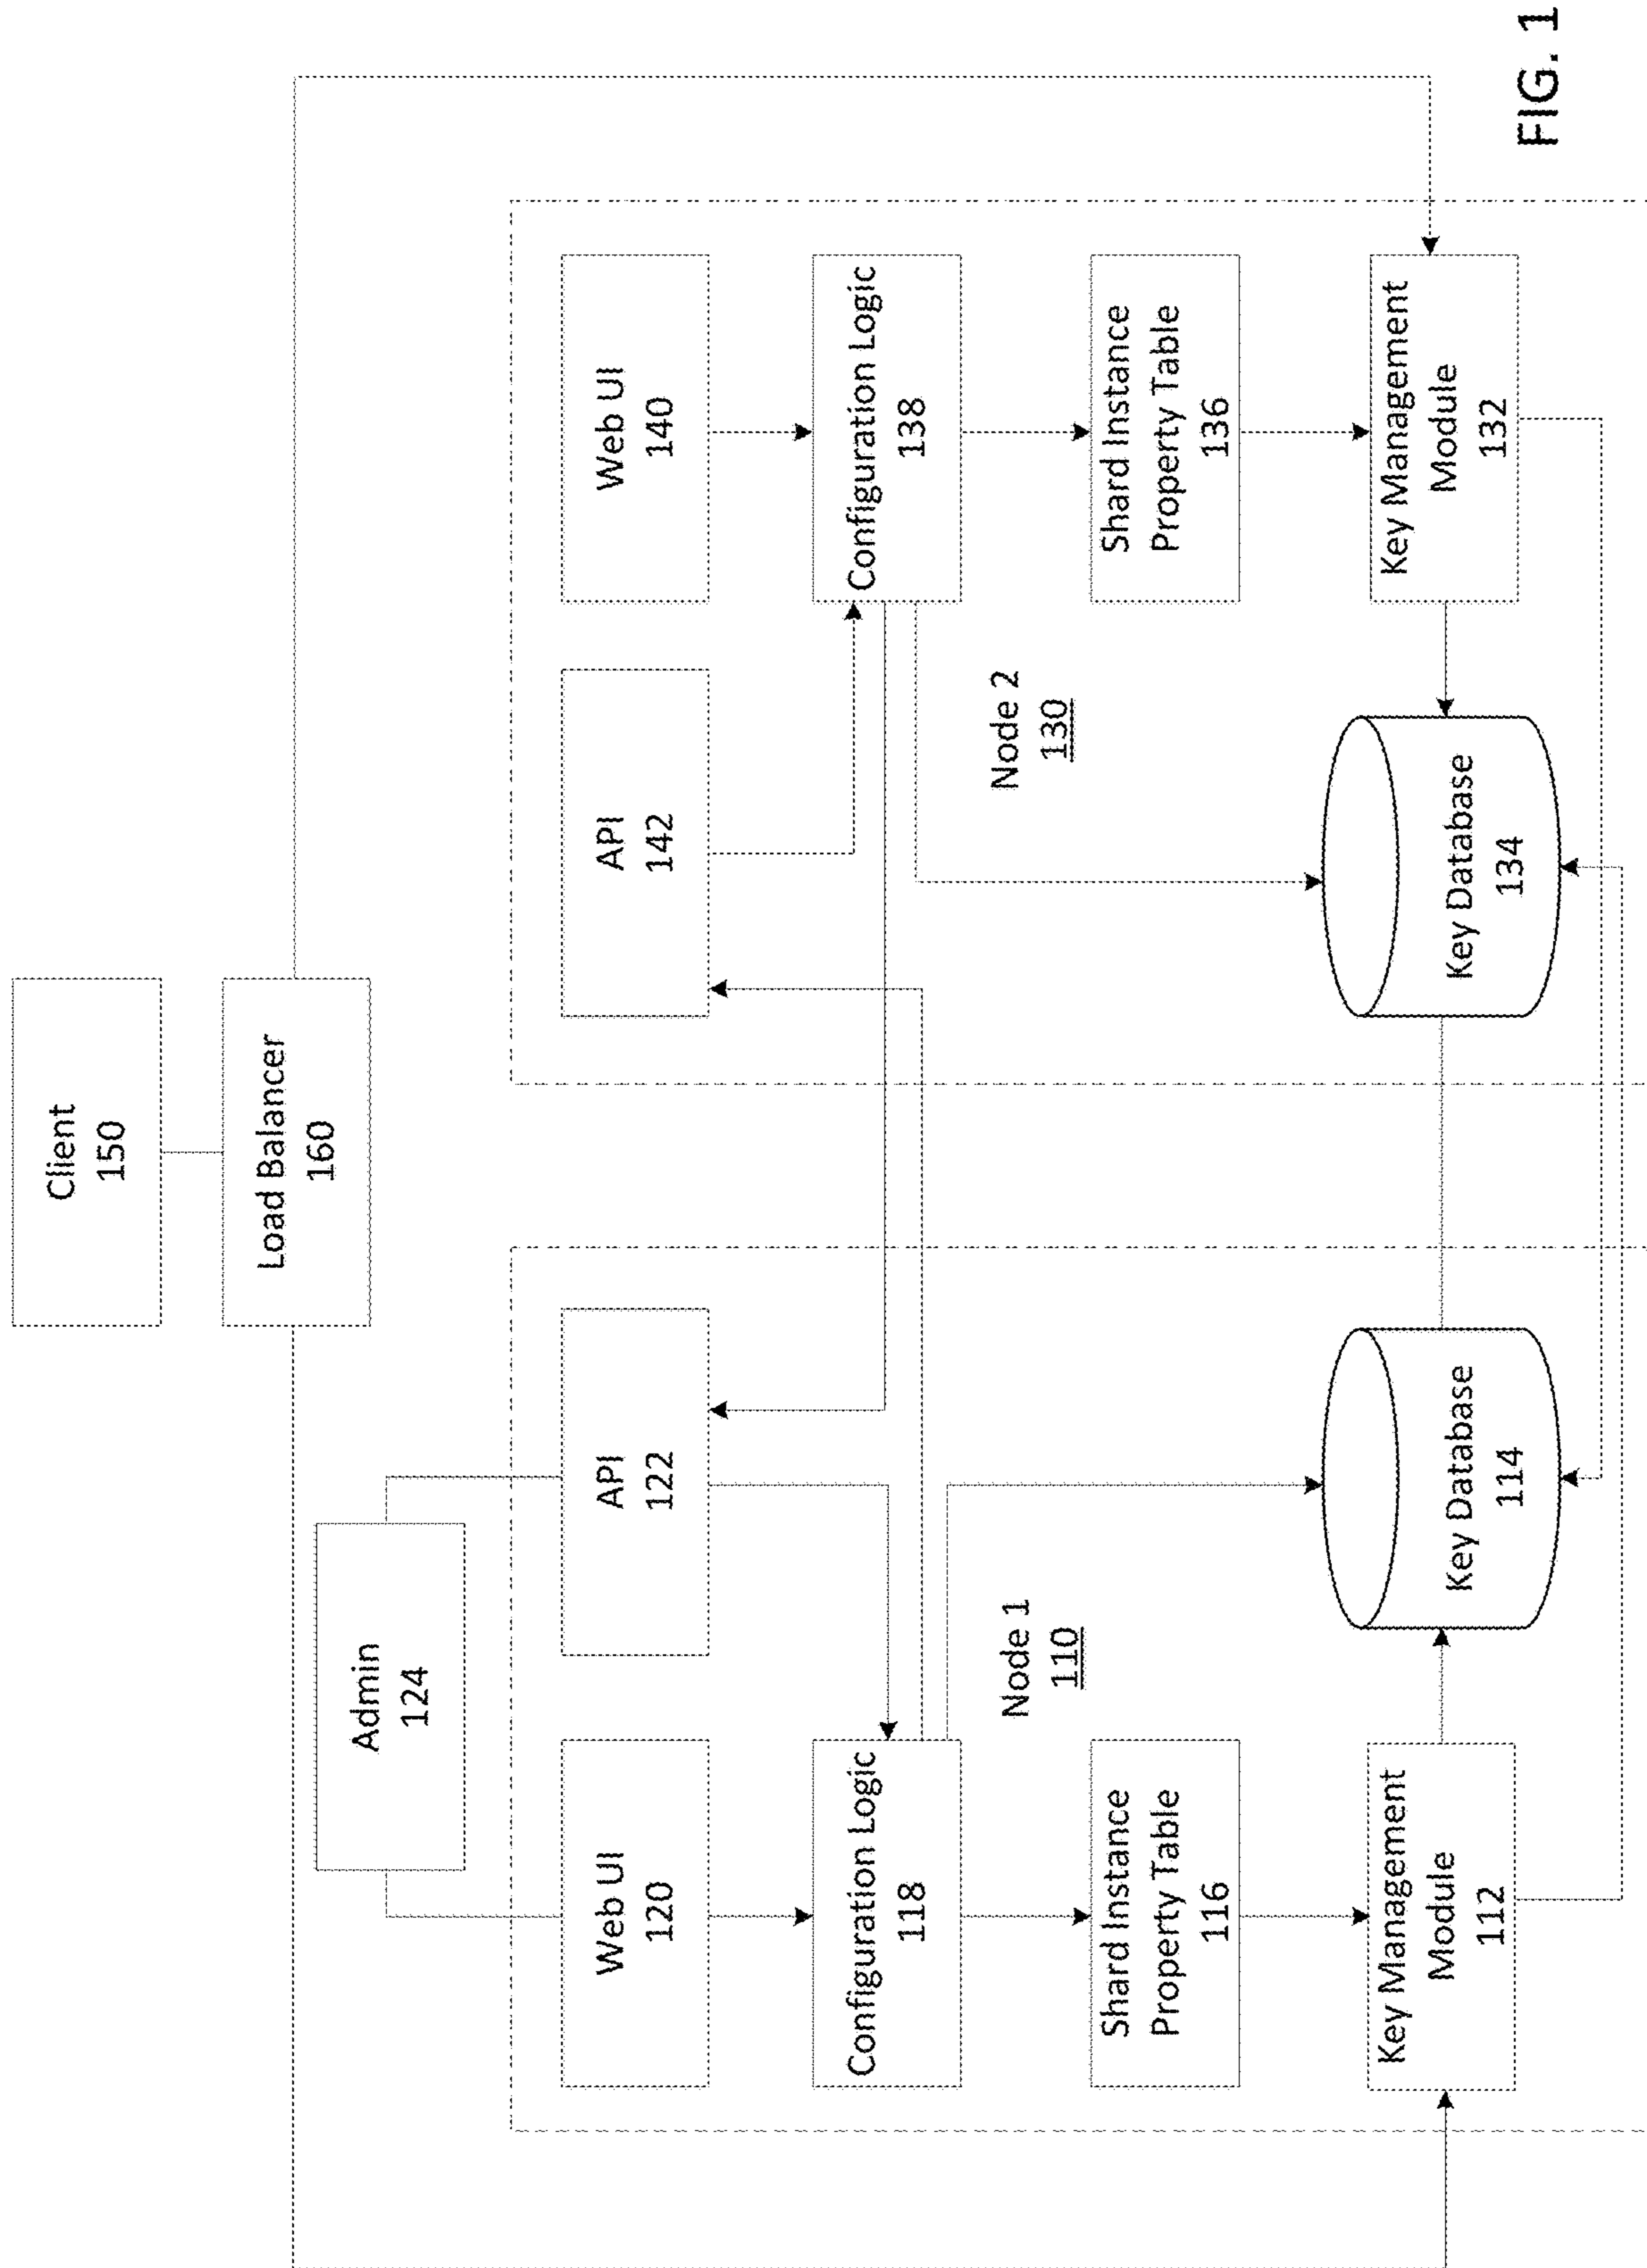 Client
150
Load Balancer
160
Admin
124
Web UI
120
API
122
API
142
Web UI
140
Configuration Logic
118
Configuration Logic
138
Node 1
110
Node 2
130
Shard Instance
Property Table
116
Shard Instance
Property Table
136
Key Management
Module
112
Key Database
114
Key Database
134
Key Management
Module
132
FIG. 1